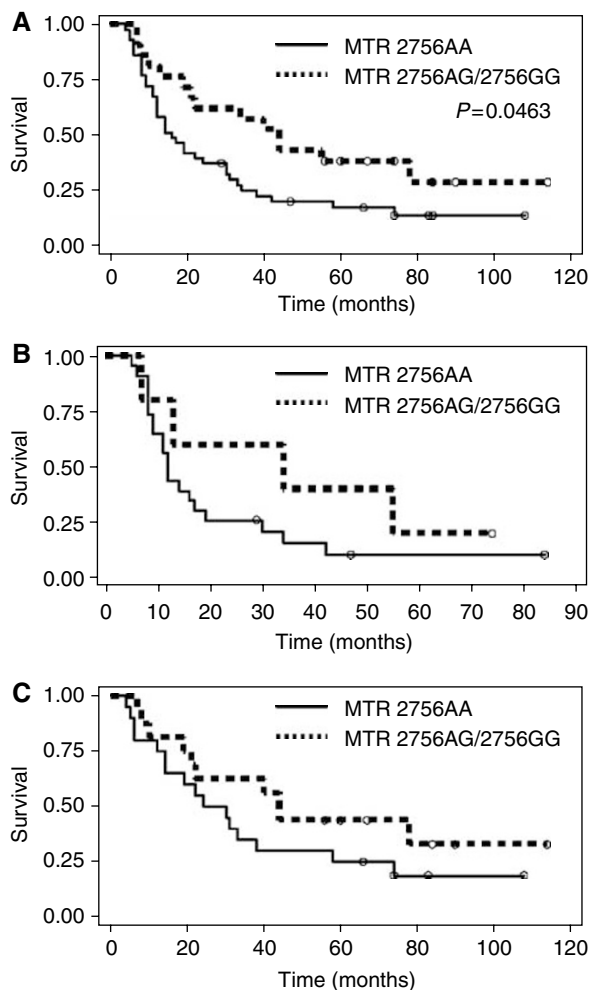 A
1.00
0.75
0.50
0.25
0.00
Survival
MTR 2756AA
MTR 2756AG/2756GG
P=0.0463
0 20 40 60 80 100 120
Time (months)
B
1.00
0.75
0.50
0.25
0.00
Survival
MTR 2756AA
MTR 2756AG/2756GG
0 10 20 30 40 50 60 70 80 90
Time (months)
C
1.00
0.75
0.50
0.25
0.00
Survival
MTR 2756AA
MTR 2756AG/2756GG
0 20 40 60 80 100 120
Time (months)